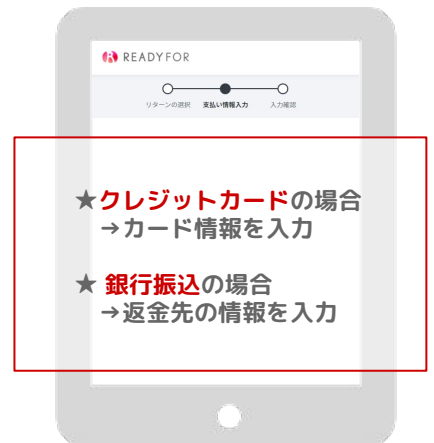 READYFOR
リターンの選択 支払い情報入力 入力確認
★クレジットカードの場合
→カード情報を入力
★ 銀行振込の場合
→返金先の情報を入力